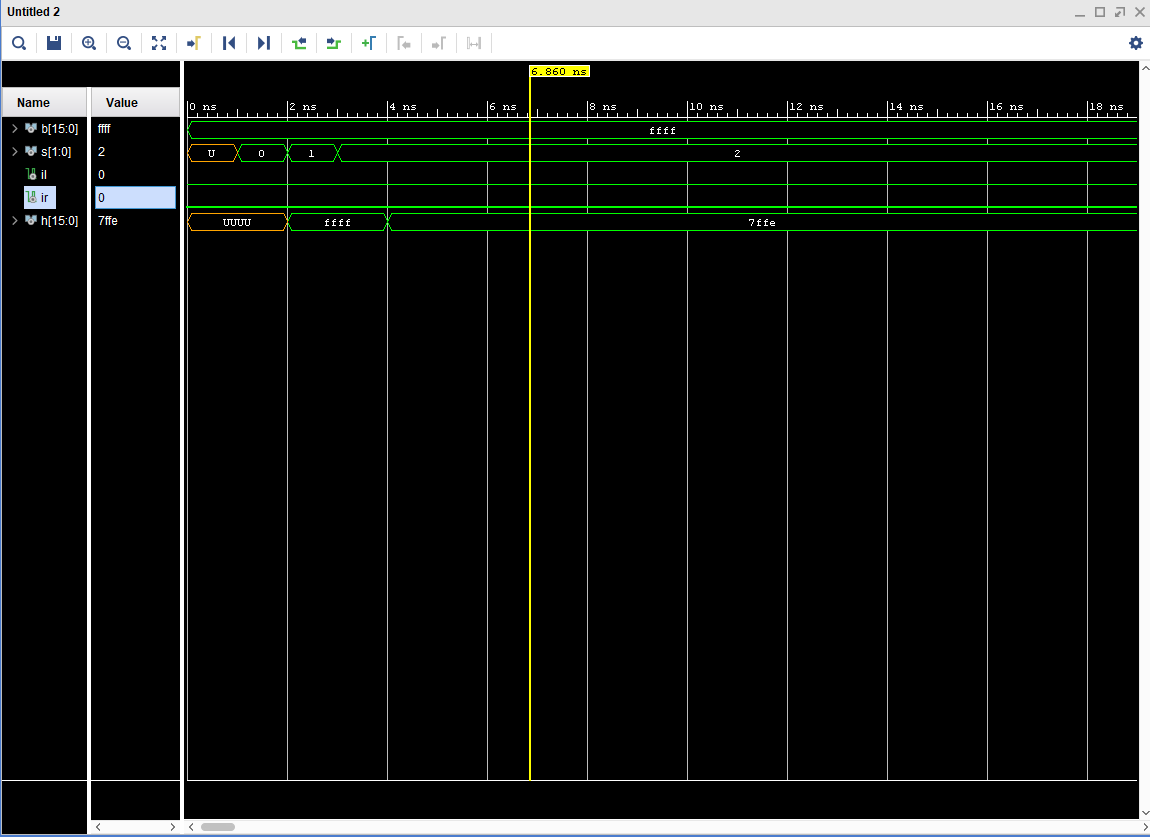 Untitled 2
6.860 ns
Name Value
0 ns 2 ns 4 ns 6 ns 8 ns 10 ns 12 ns 14 ns 16 ns 18 ns
b[15:0] ffff ffff
s[1:0] 2 U 0 1 2
il 0
ir 0
h[15:0] 7ffe UUUU ffff 7ffe